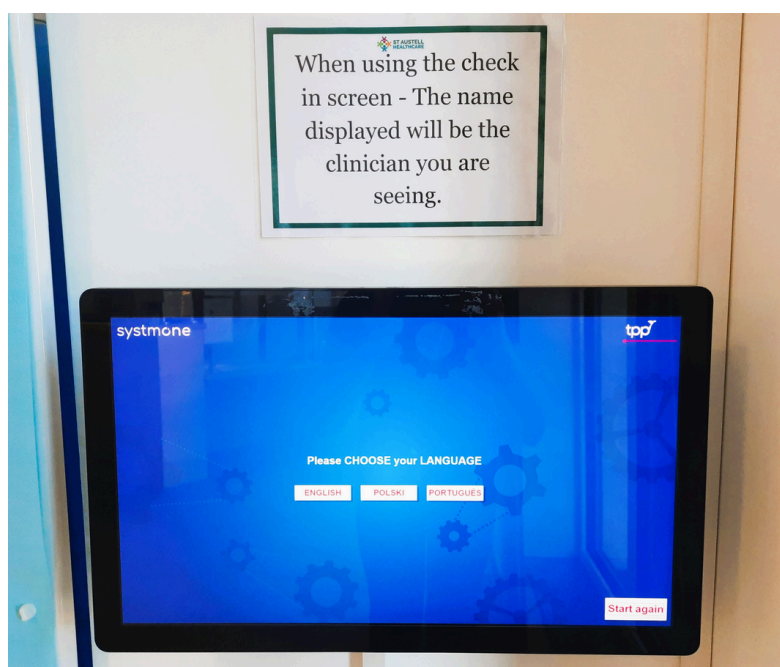 ST AUSTELL
HEALTHCARE
When using the check
in screen - The name
displayed will be the
clinician you are
seeing.
systmone
tpp
Please CHOOSE your LANGUAGE
ENGLISH POLSKI PORTUGUÊS
Start again